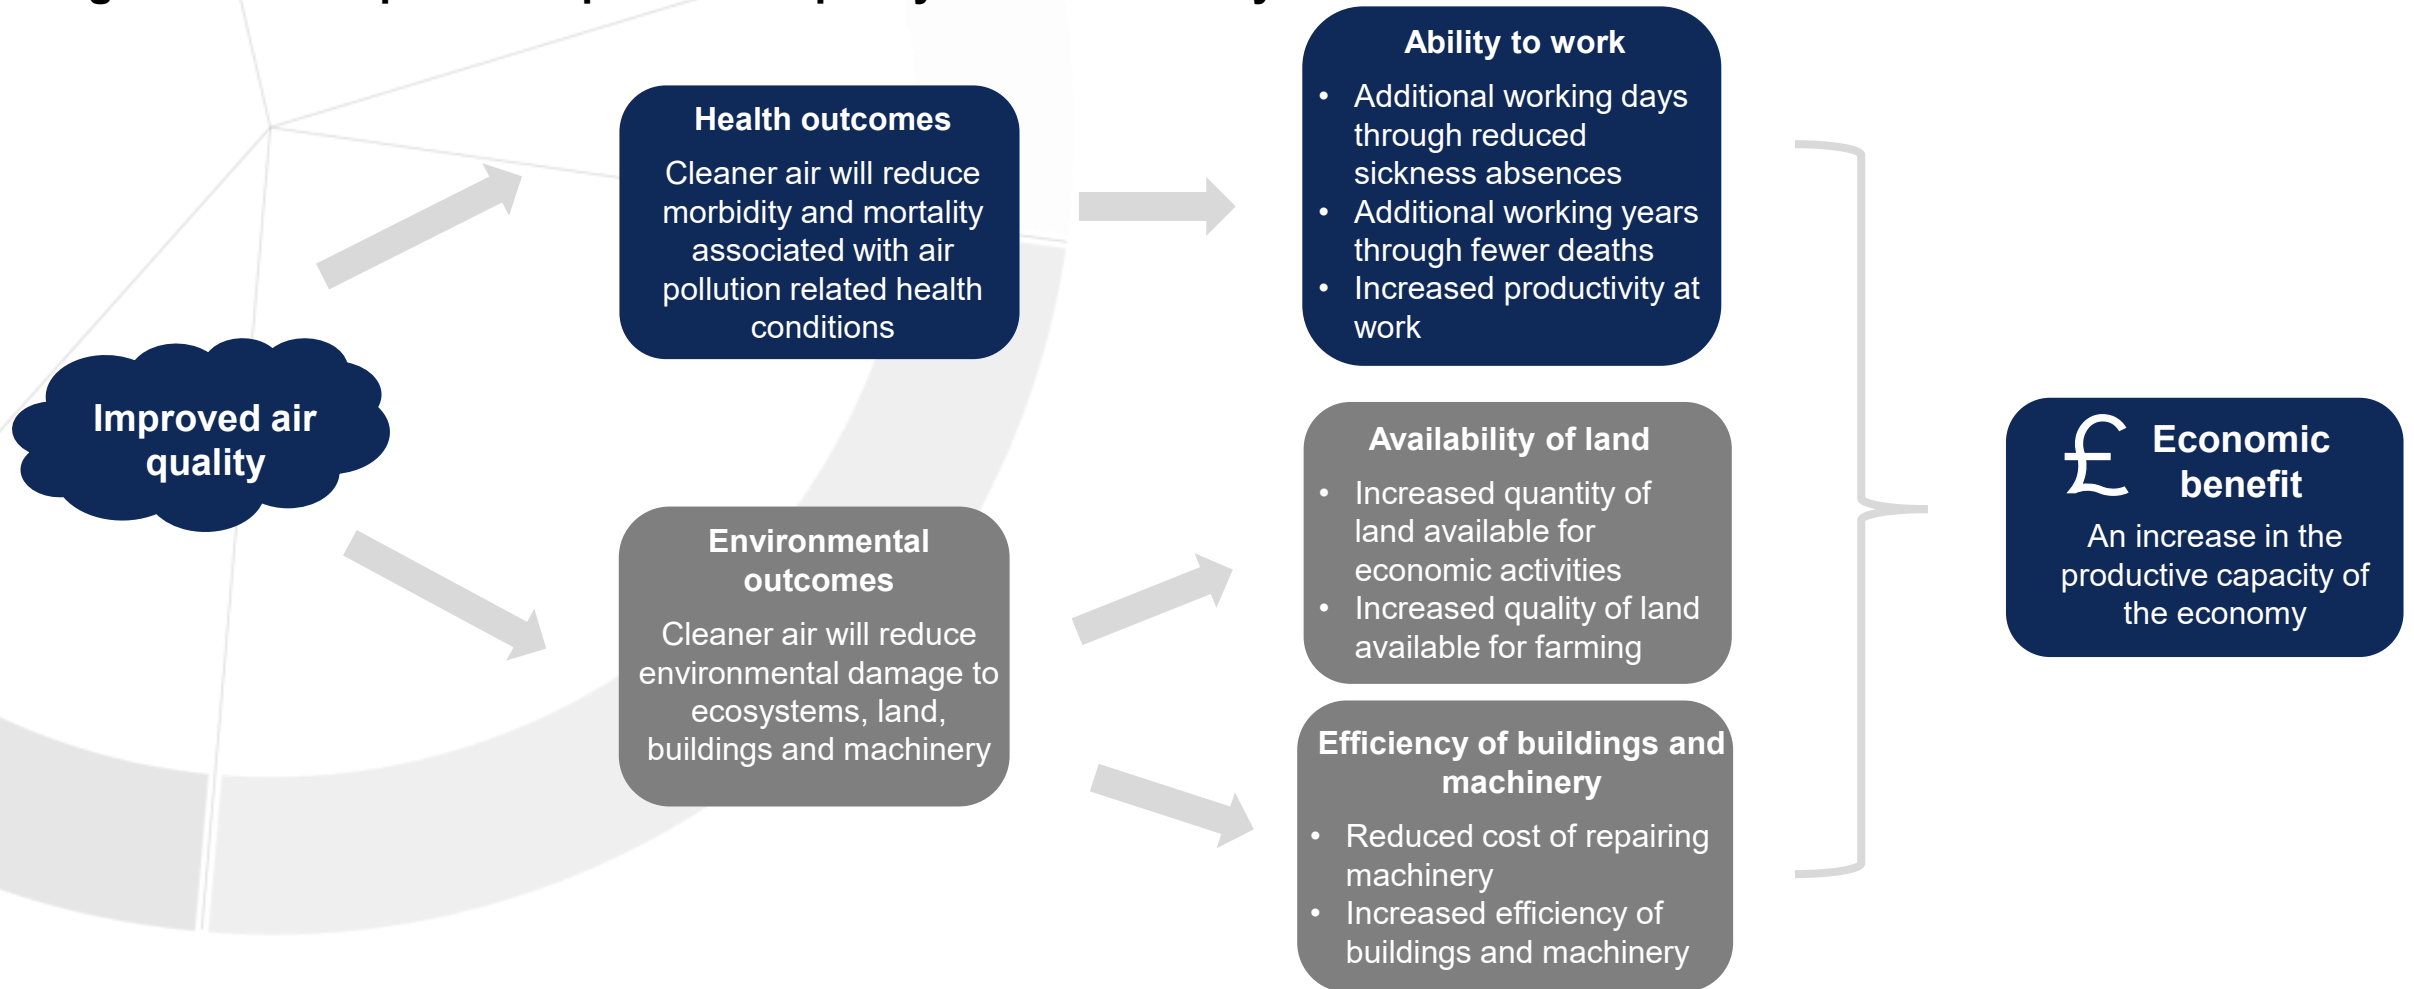 Improved air
quality
Health outcomes
Cleaner air will reduce
morbidity and mortality
associated with air
pollution related health
conditions
Environmental
outcomes
Cleaner air will reduce
environmental damage to
ecosystems, land,
buildings and machinery
Ability to work
• Additional working days
through reduced
sickness absences
• Additional working years
through fewer deaths
• Increased productivity at
work
Availability of land
• Increased quantity of
land available for
economic activities
• Increased quality of land
available for farming
Efficiency of buildings and
machinery
• Reduced cost of repairing
machinery
• Increased efficiency of
buildings and machinery
£ Economic
benefit
An increase in the
productive capacity of
the economy